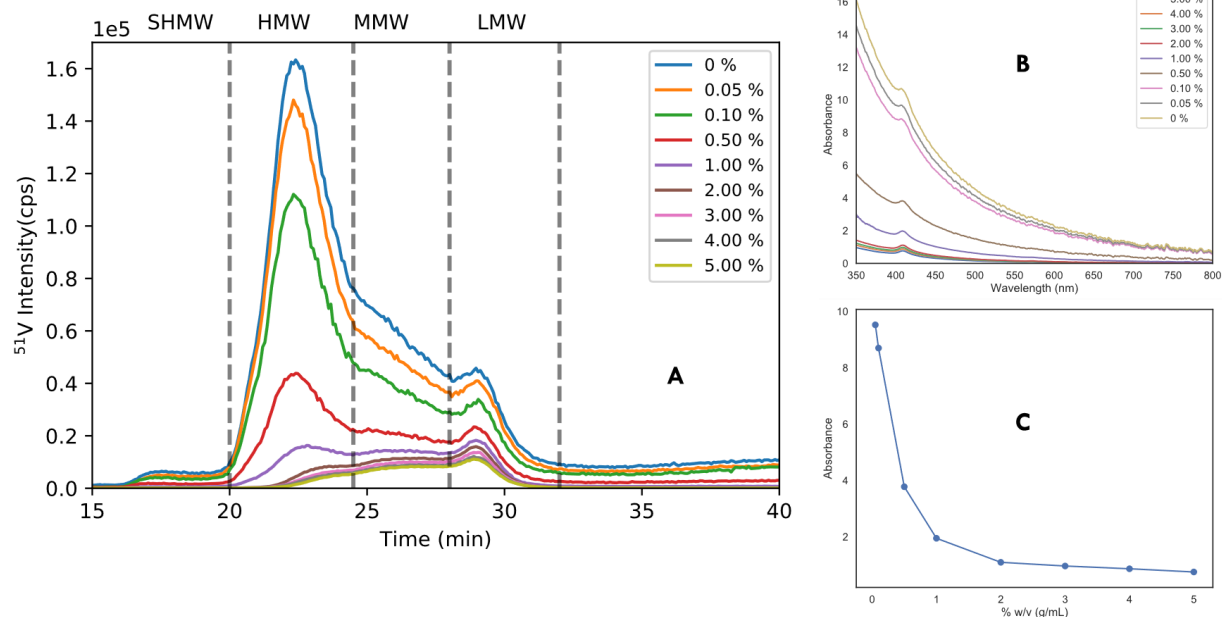 SHMW HMW MMW LMW
1e5
1.6
1.4
1.2
1.0
0.8
0.6
0.4
0.2
0.0
⁵¹V Intensity(cps)
15 20 25 30 35 40
Time (min)
0 %
0.05 %
0.10 %
0.50 %
1.00 %
2.00 %
3.00 %
4.00 %
5.00 %
A
16
14
12
10
8
6
4
2
0
Absorbance
350 400 450 500 550 600 650 700 750 800
Wavelength (nm)
4.00 %
3.00 %
2.00 %
1.00 %
0.50 %
0.10 %
0.05 %
0 %
B
10
8
6
4
2
Absorbance
0 1 2 3 4 5
% w/v (g/mL)
C